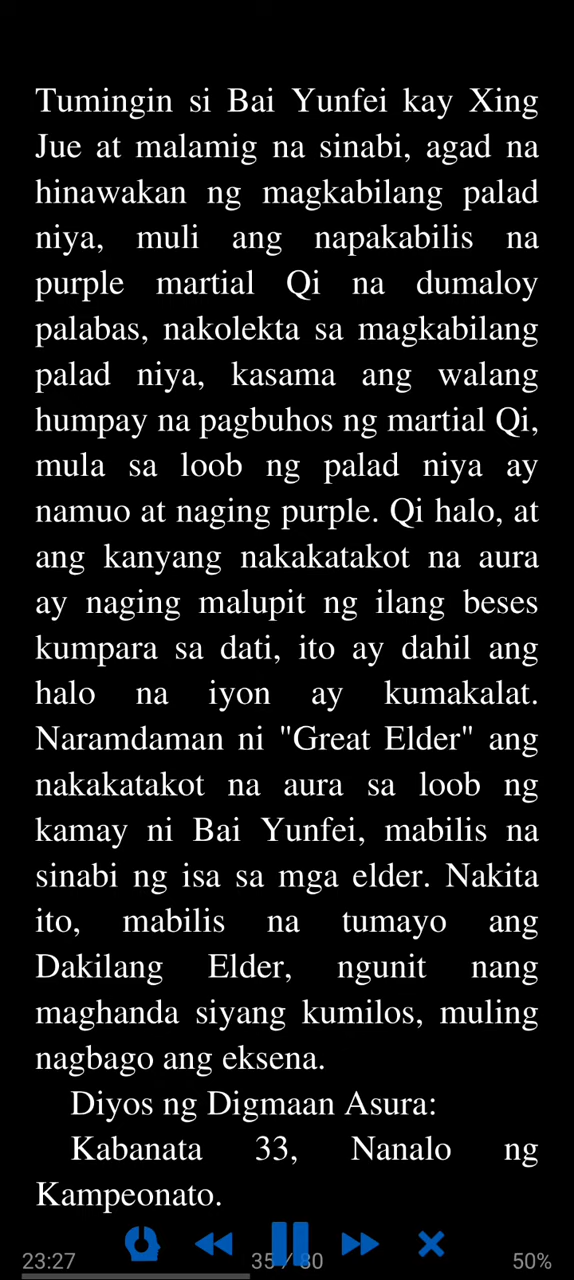 Tumingin si Bai Yunfei kay Xing
Jue at malamig na sinabi, agad na
hinawakan ng magkabilang palad
niya, muli ang napakabilis na
purple martial Qi na dumaloy
palabas, nakolekta sa magkabilang
palad niya, kasama ang walang
humpay na pagbuhos ng martial Qi,
mula sa loob ng palad niya ay
namuo at naging purple. Qi halo, at
ang kanyang nakakatakot na aura
ay naging malupit ng ilang beses
kumpara sa dati, ito ay dahil ang
halo na iyon ay kumakalat.
Naramdaman ni "Great Elder" ang
nakakatakot na aura sa loob ng
kamay ni Bai Yunfei, mabilis na
sinabi ng isa sa mga elder. Nakita
ito, mabilis na tumayo ang
Dakilang Elder, ngunit nang
maghanda siyang kumilos, muling
nagbago ang eksena.
Diyos ng Digmaan Asura:
Kabanata 33, Nanalo ng
Kampeonato.
23:27 35 / 80 50%